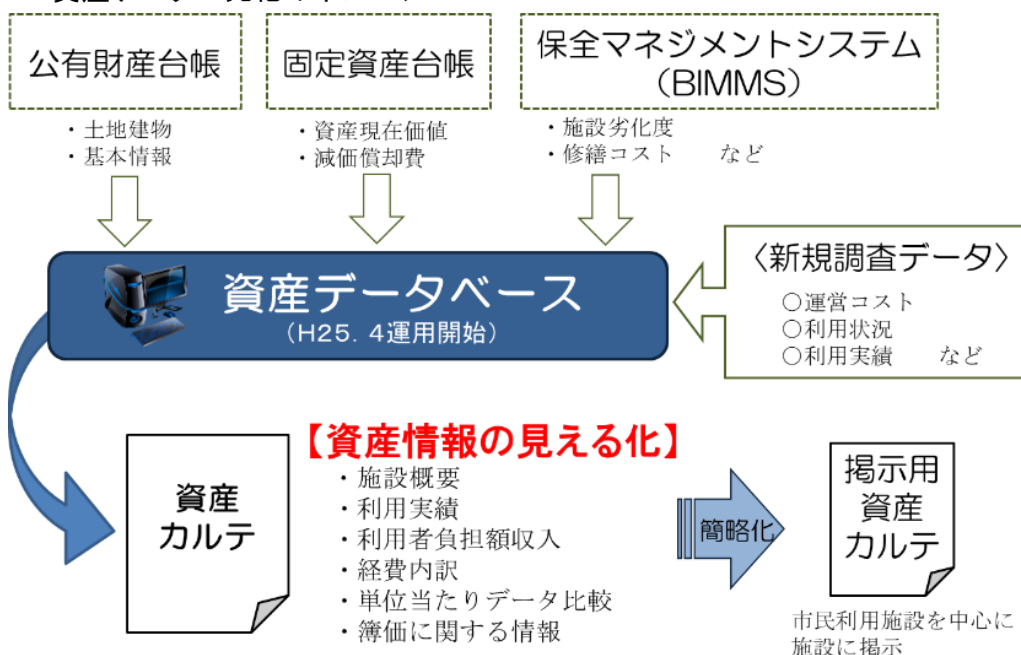 公有財産台帳
・土地建物
・基本情報
固定資産台帳
・資産現在価値
・減価償却費
保全マネジメントシステム
（BIMMS）
・施設劣化度
・修繕コスト　など
〈新規調査データ〉
○運営コスト
○利用状況
○利用実績　など
資産データベース
（H25．4運用開始）
資産
カルテ
【資産情報の見える化】
・施設概要
・利用実績
・利用者負担額収入
・経費内訳
・単位当たりデータ比較
・簿価に関する情報
簡略化
掲示用
資産
カルテ
市民利用施設を中心に
施設に掲示